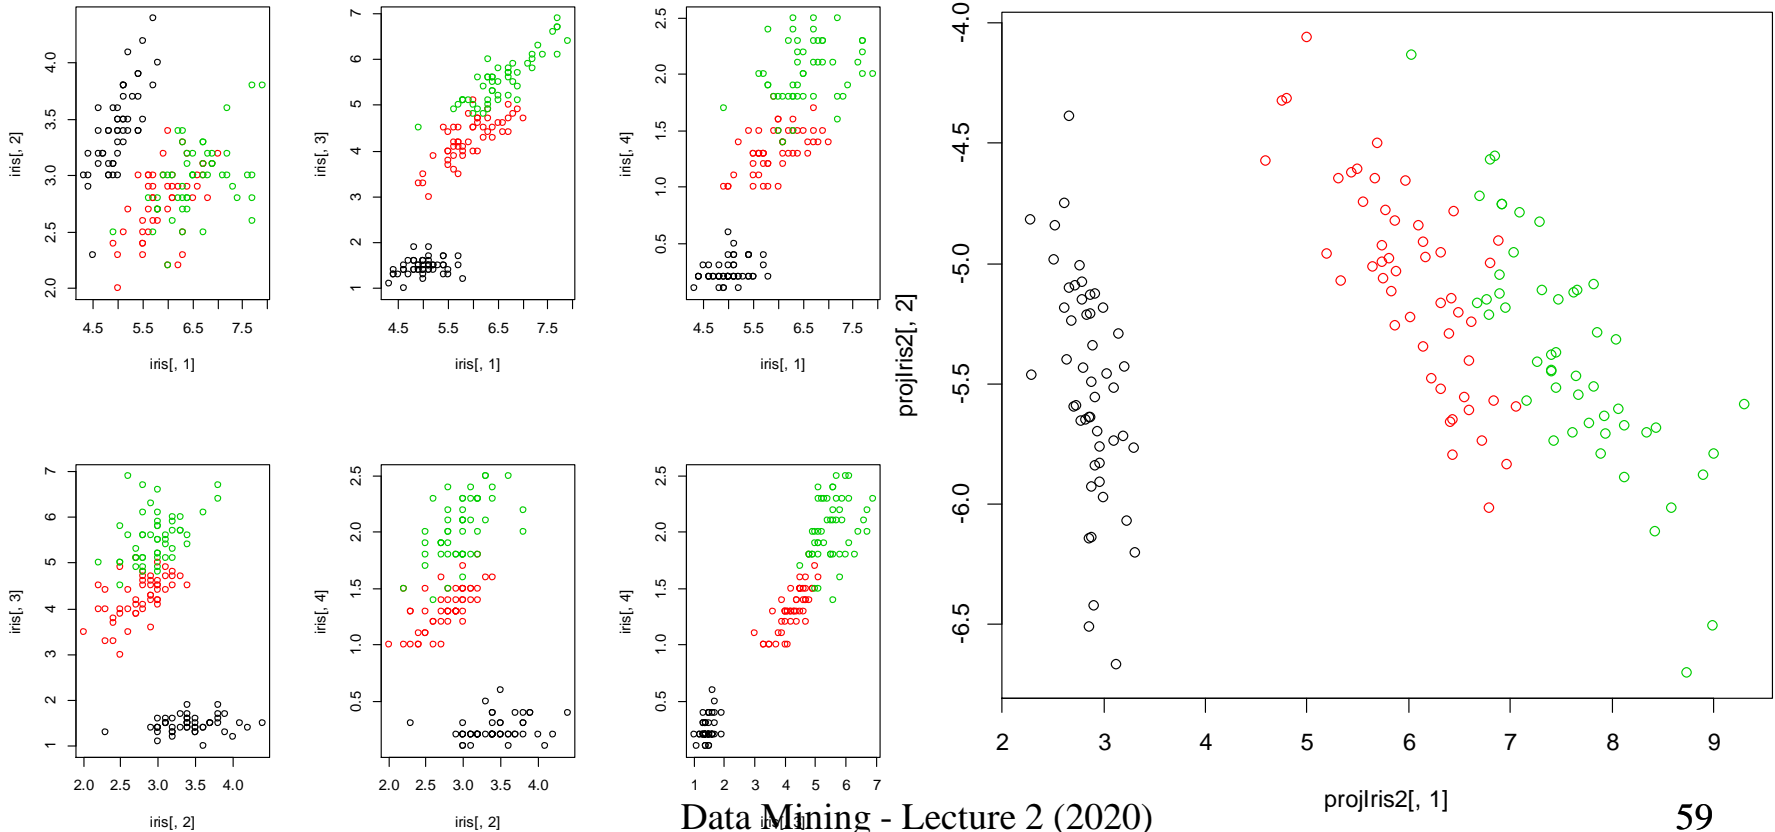 iris[, 2]
4.0
3.5
3.0
2.5
2.0
4.5 5.5 6.5 7.5
iris[, 1]
iris[, 3]
7
6
5
4
3
2
1
4.5 5.5 6.5 7.5
iris[, 1]
iris[, 4]
2.5
2.0
1.5
1.0
0.5
4.5 5.5 6.5 7.5
iris[, 1]
iris[, 3]
7
6
5
4
3
2
1
2.0 2.5 3.0 3.5 4.0
iris[, 2]
iris[, 4]
2.5
2.0
1.5
1.0
0.5
2.0 2.5 3.0 3.5 4.0
iris[, 2]
iris[, 4]
2.5
2.0
1.5
1.0
0.5
1 2 3 4 5 6 7
iris[, 3]
projIris2[, 2]
-4.0
-4.5
-5.0
-5.5
-6.0
-6.5
2 3 4 5 6 7 8 9
projIris2[, 1]
Data Mining - Lecture 2 (2020)
59